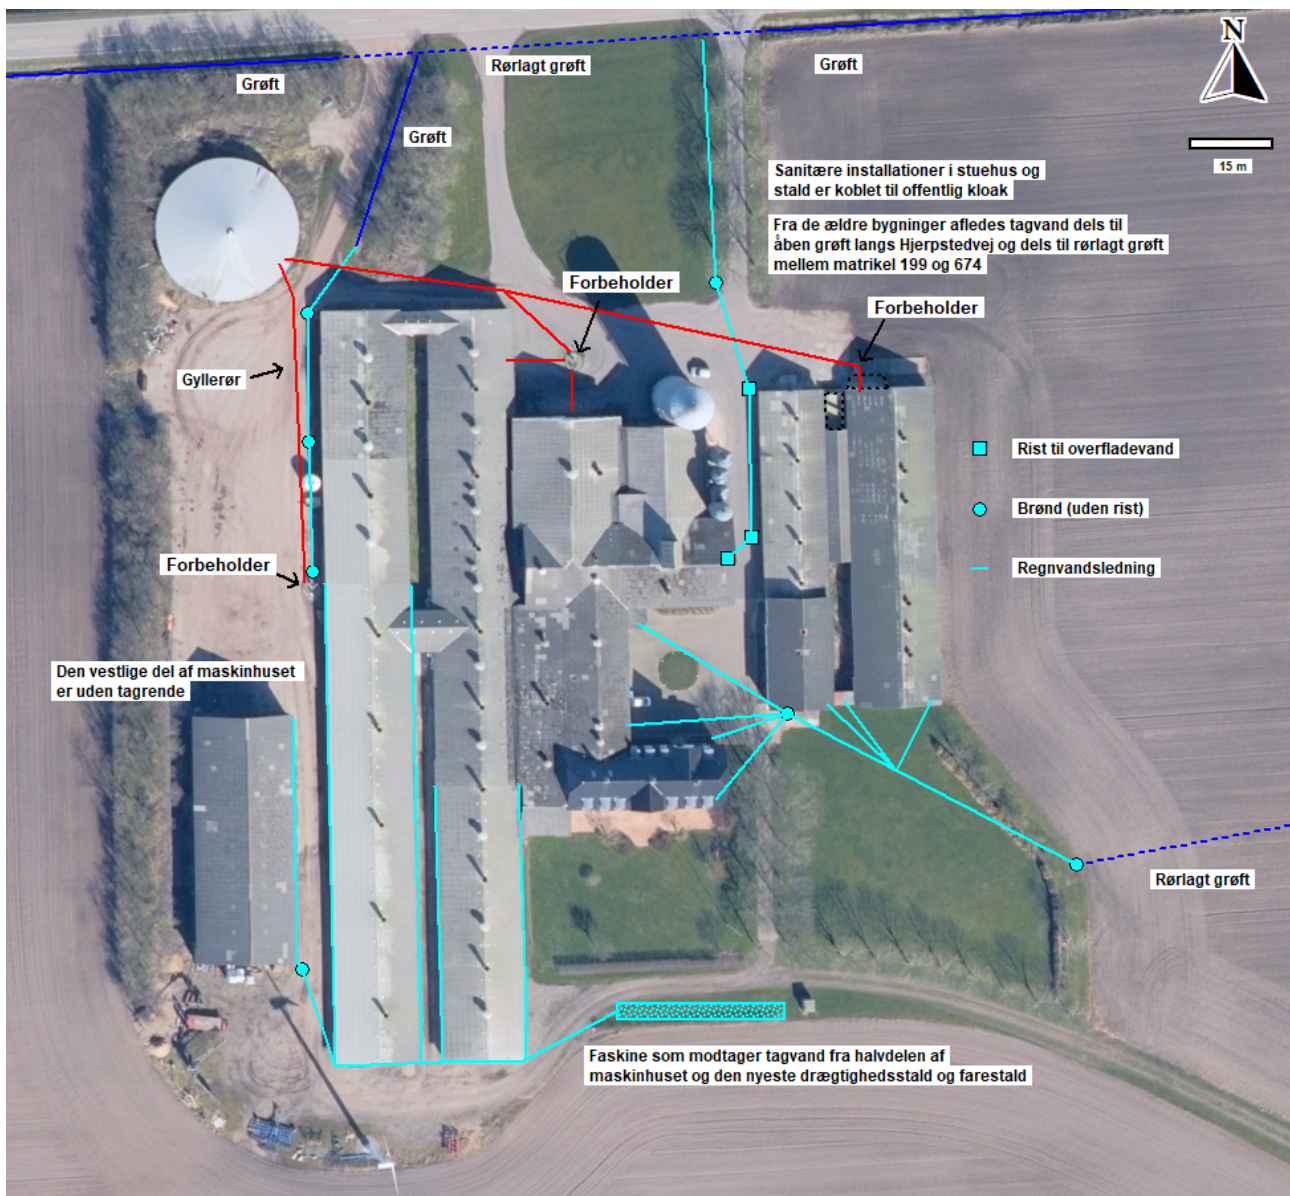 N
Rørlagt grøft
Grøft
Grøft
Grøft
15 m
Sanitære installationer i stuehus og
stald er koblet til offentlig kloak
Fra de ældre bygninger afledes tagvand dels til
åben grøft langs Hjerpstedvej og dels til rørlagt grøft
mellem matrikel 199 og 674
Forbeholder
Forbeholder
Gyllerør
Rist til overfladevand
Brønd (uden rist)
Forbeholder
Regnvandsledning
Den vestlige del af maskinhuset
er uden tagrende
Rørlagt grøft
Faskine som modtager tagvand fra halvdelen af
maskinhuset og den nyeste drægtighedsstald og farestald